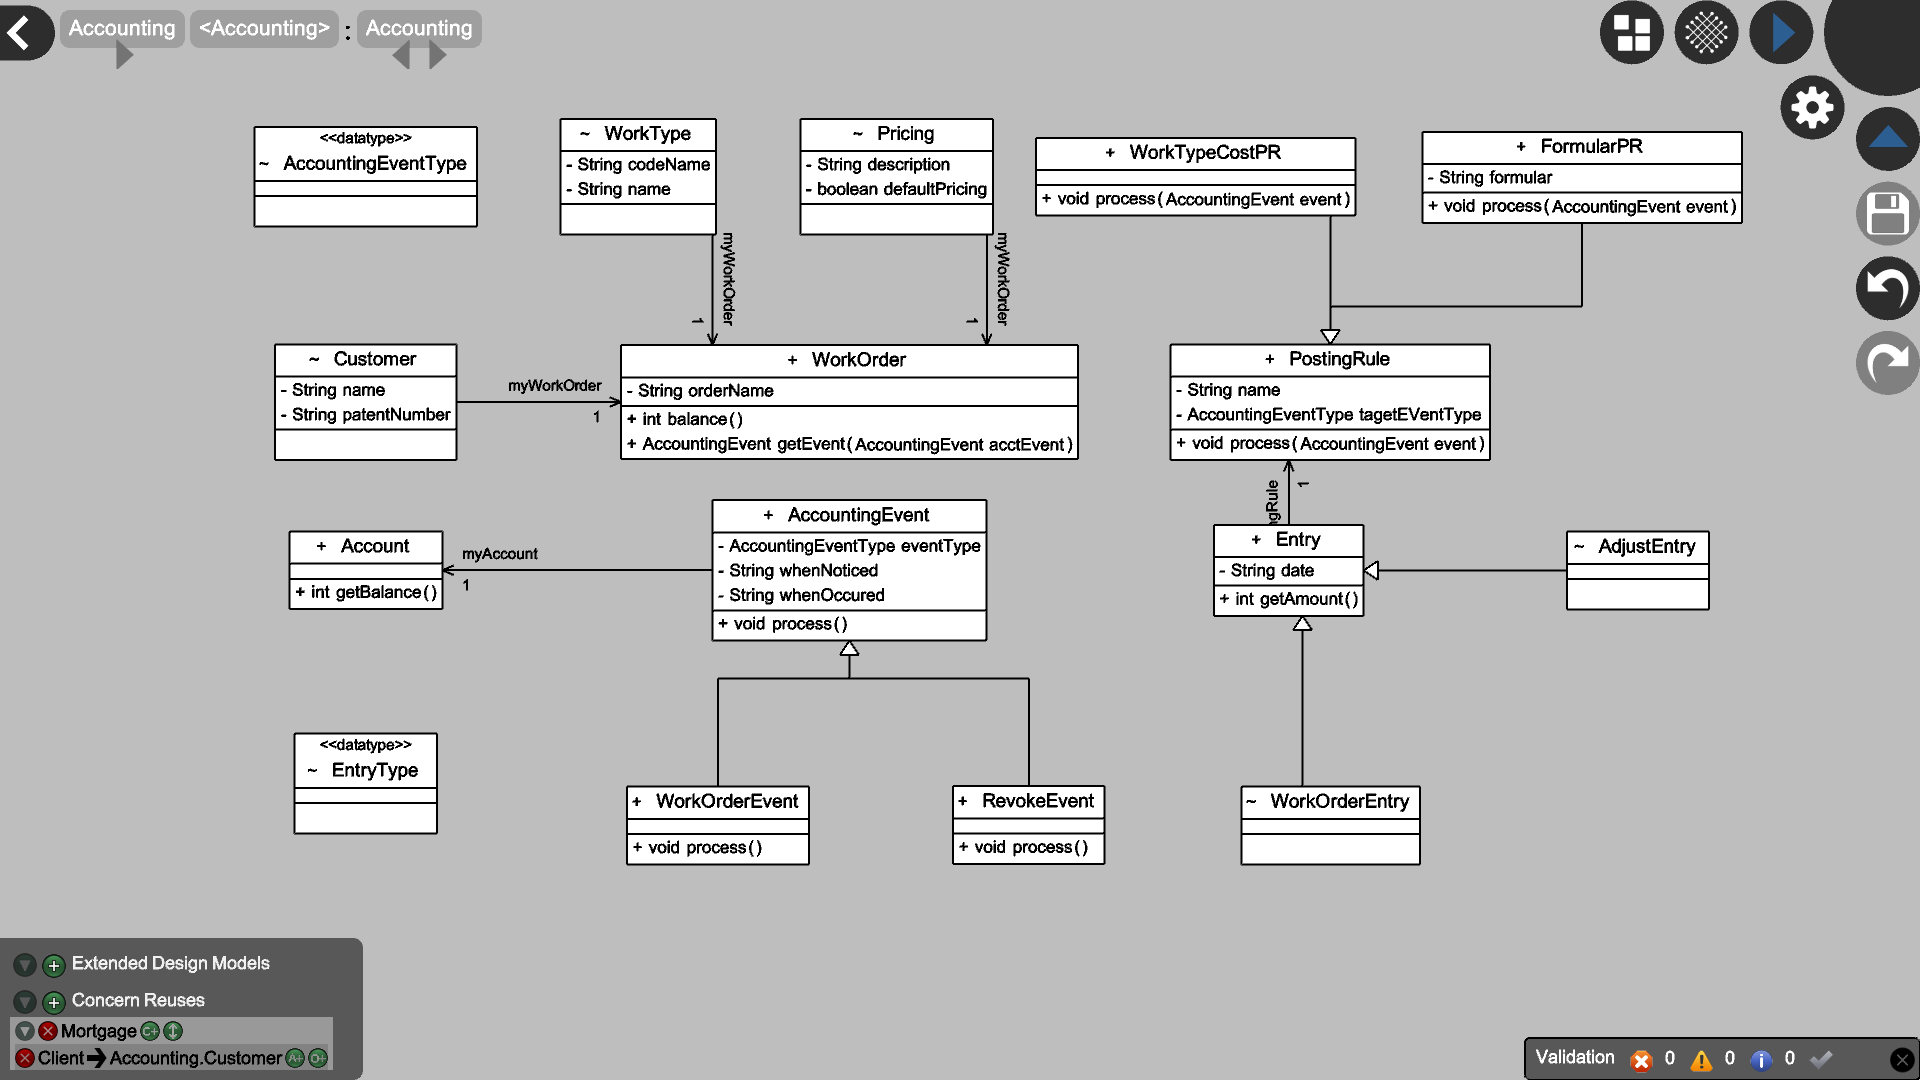 Accounting
<Accounting>
:
Accounting
<<datatype>>
~ AccountingEventType
~ WorkType
- String codeName
- String name
~ Pricing
- String description
- boolean defaultPricing
+ WorkTypeCostPR
+ void process(AccountingEvent event)
+ FormularPR
- String formular
+ void process(AccountingEvent event)
myWorkOrder
1
myWorkOrder
1
~ Customer
- String name
- String patentNumber
myWorkOrder
1
+ WorkOrder
- String orderName
+ int balance()
+ AccountingEvent getEvent(AccountingEvent acctEvent)
+ PostingRule
- String name
- AccountingEventType tagetEVentType
+ void process(AccountingEvent event)
ngRule
1
+ Account
+ int getBalance()
myAccount
1
+ AccountingEvent
- AccountingEventType eventType
- String whenNoticed
- String whenOccured
+ void process()
+ Entry
- String date
+ int getAmount()
~ AdjustEntry
<<datatype>>
~ EntryType
+ WorkOrderEvent
+ void process()
+ RevokeEvent
+ void process()
~ WorkOrderEntry
Extended Design Models
Concern Reuses
Mortgage C+
Client Accounting.Customer A+ O+
Validation 0 0 0